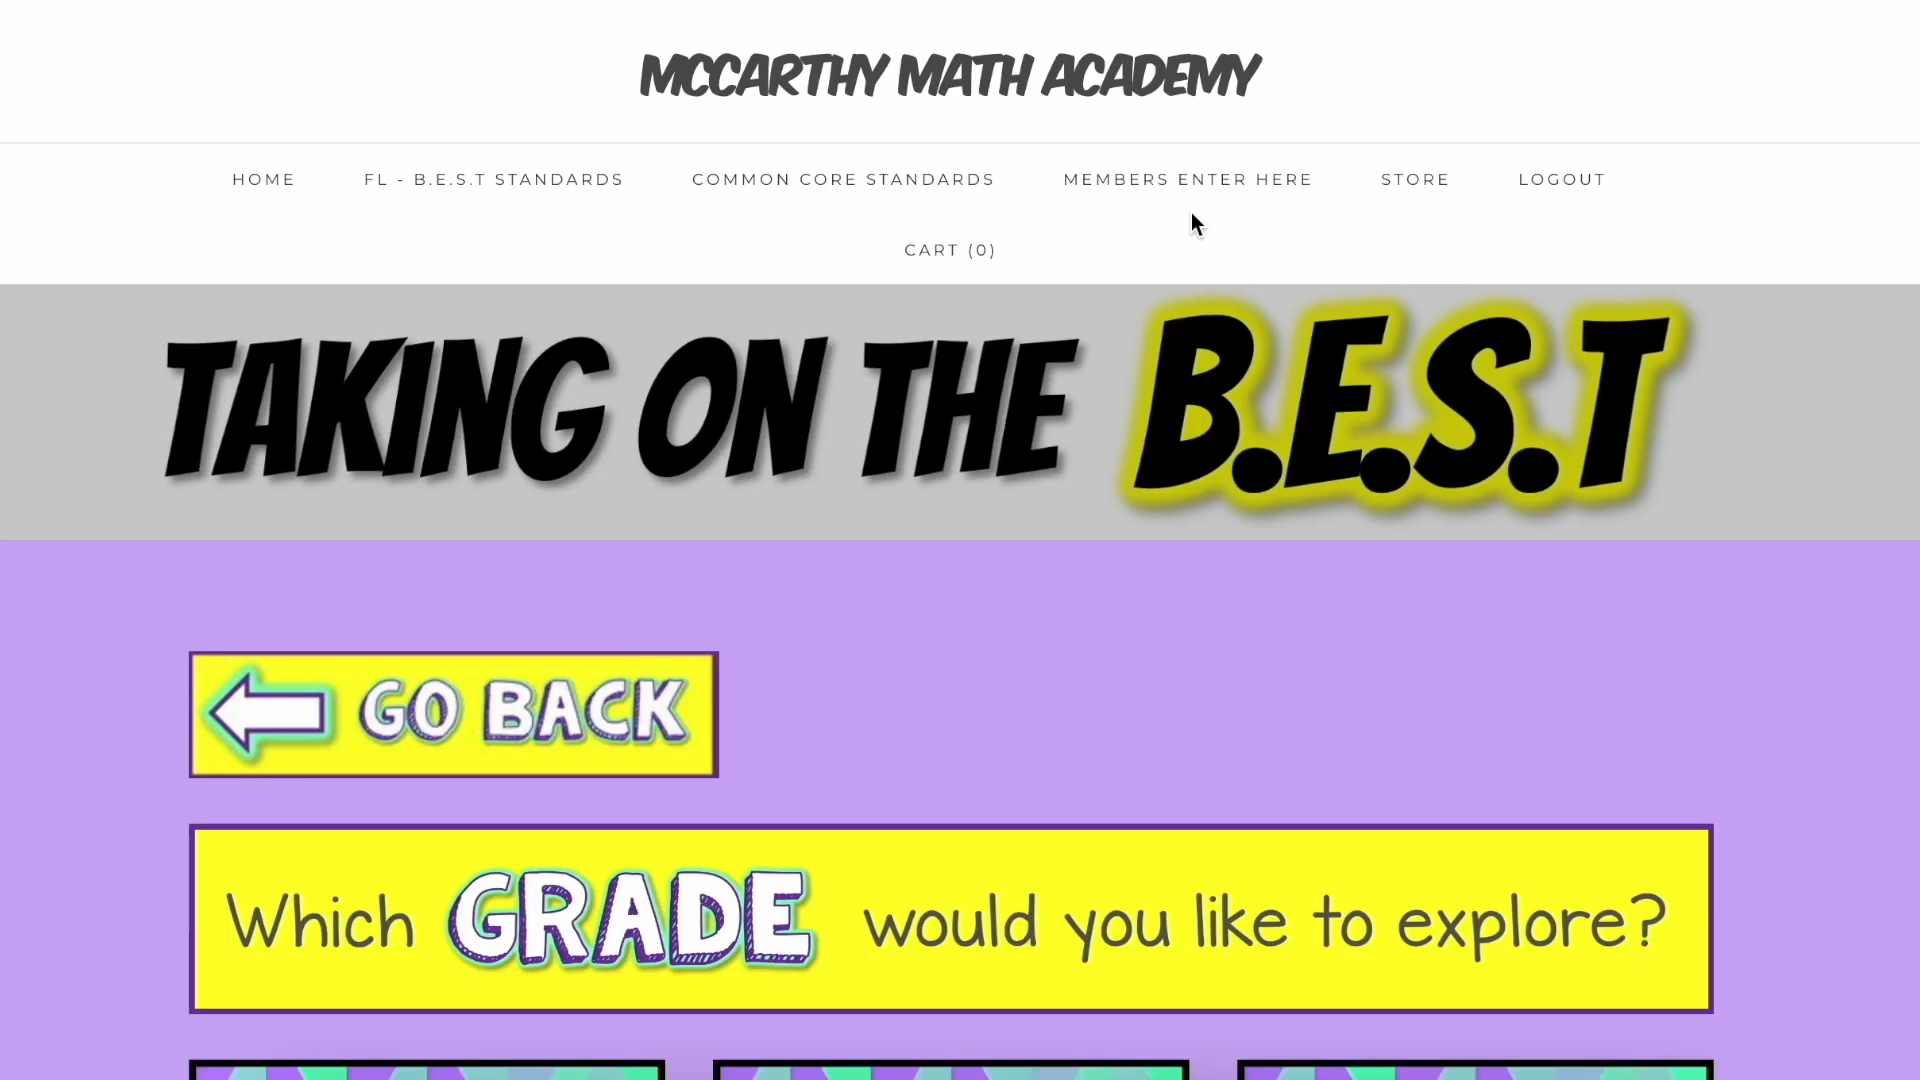 MCCARTHY MATH ACADEMY
HOME FL - B.E.S.T STANDARDS COMMON CORE STANDARDS MEMBERS ENTER HERE STORE LOGOUT
CART (0)
TAKING ON THE B.E.S.T
GO BACK
Which GRADE would you like to explore?